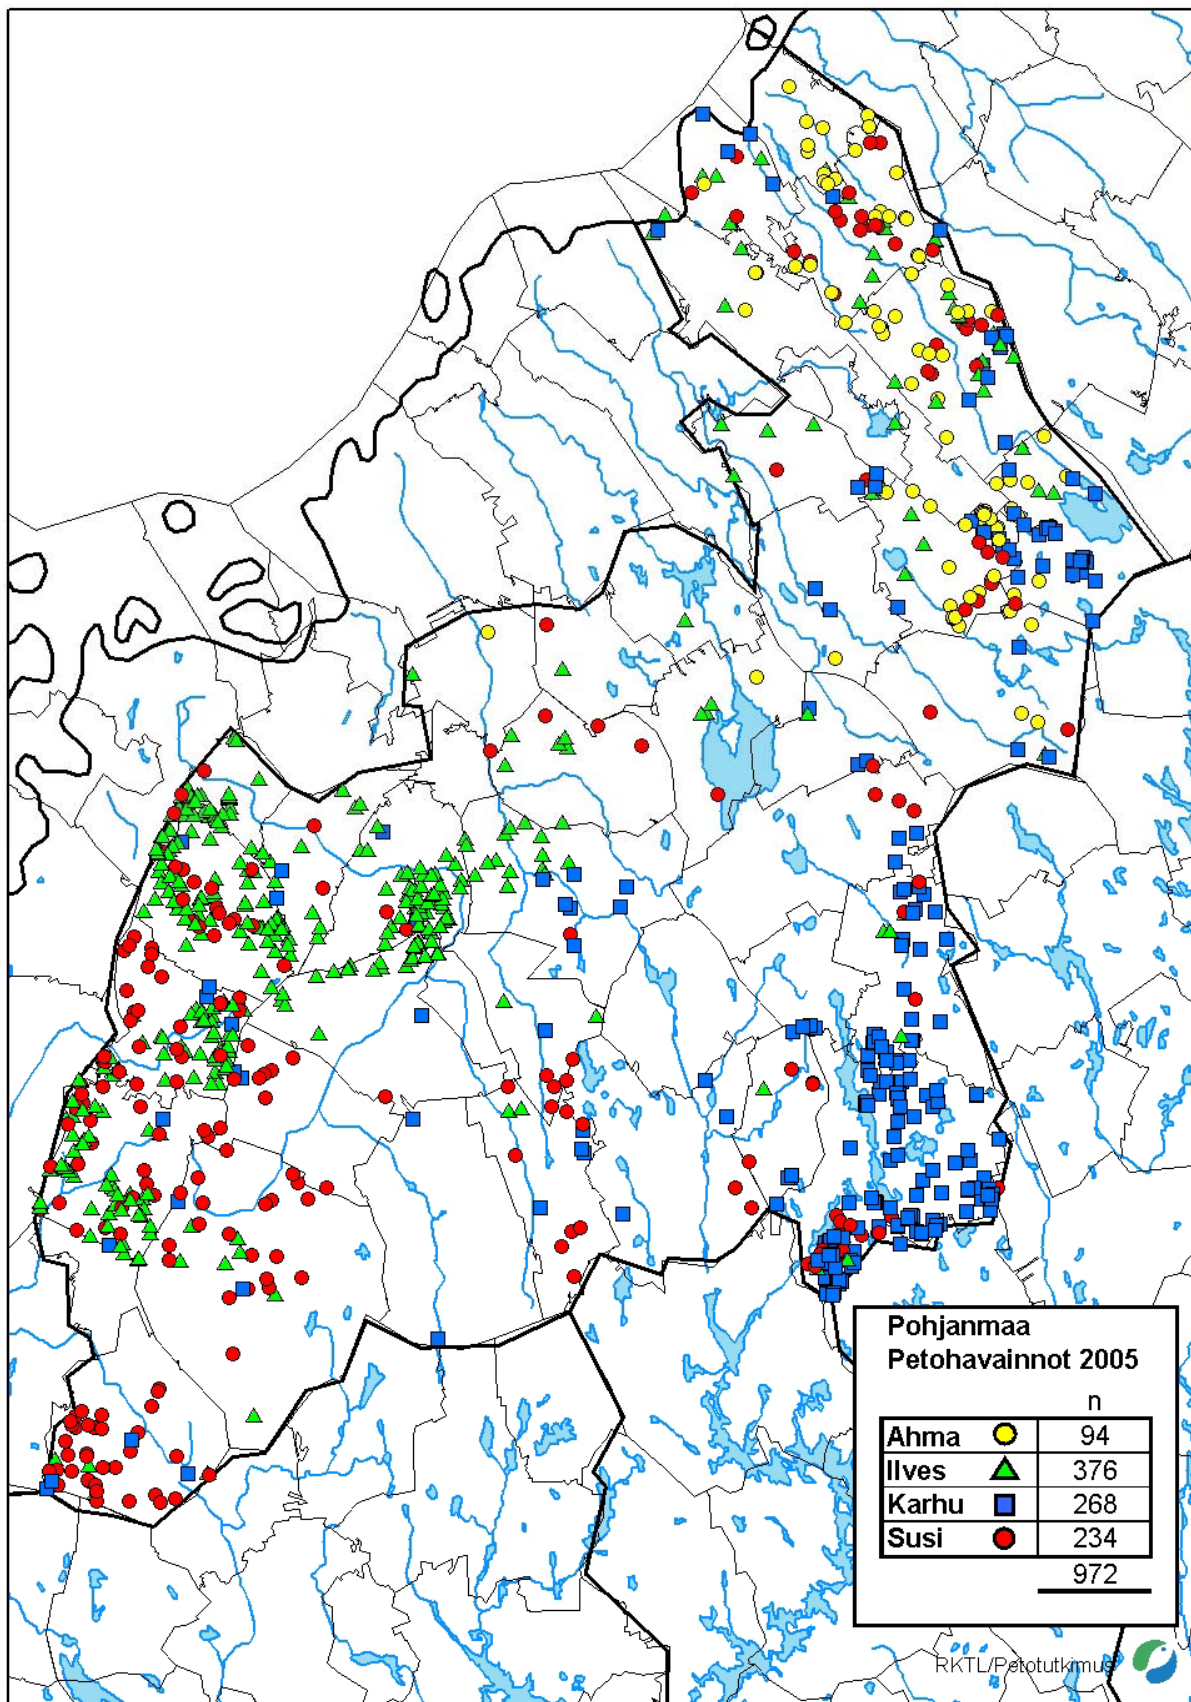 Pohjanmaa
Petohavainnot 2005
n
Ahma 94
Ilves 376
Karhu 268
Susi 234
972
RKTL/Petotutkimus